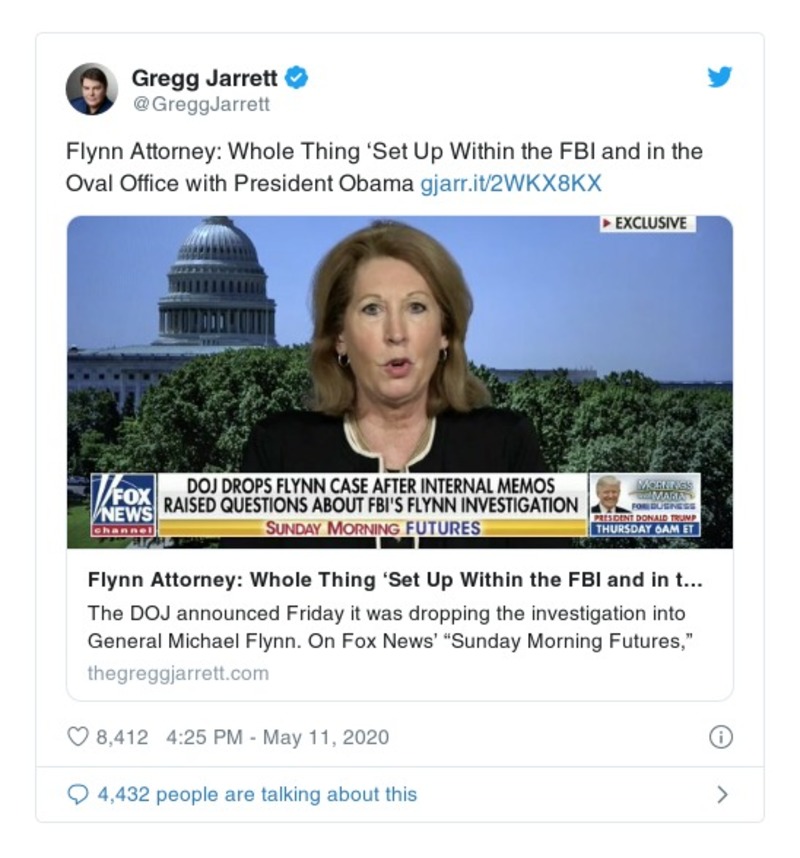 Gregg Jarrett
@GreggJarrett
Flynn Attorney: Whole Thing ‘Set Up Within the FBI and in the
Oval Office with President Obama gjarr.it/2WKX8KX
EXCLUSIVE
FOX
NEWS
channel
DOJ DROPS FLYNN CASE AFTER INTERNAL MEMOS
RAISED QUESTIONS ABOUT FBI'S FLYNN INVESTIGATION
SUNDAY MORNING FUTURES
MORNINGS
MARIA
FOX BUSINESS
PRESIDENT DONALD TRUMP
THURSDAY 6AM ET
Flynn Attorney: Whole Thing ‘Set Up Within the FBI and in t...
The DOJ announced Friday it was dropping the investigation into
General Michael Flynn. On Fox News’ “Sunday Morning Futures,”
thegreggjarrett.com
8,412 4:25 PM - May 11, 2020
4,432 people are talking about this